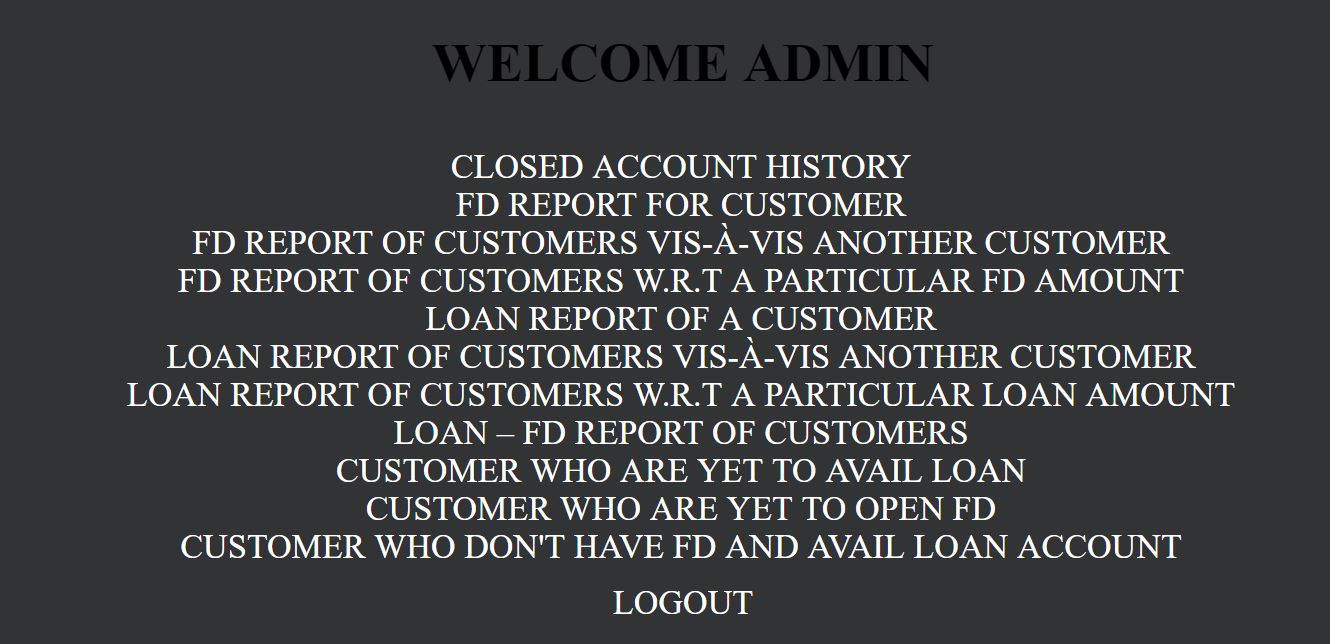 WELCOME ADMIN
CLOSED ACCOUNT HISTORY
FD REPORT FOR CUSTOMER
FD REPORT OF CUSTOMERS VIS-À-VIS ANOTHER CUSTOMER
FD REPORT OF CUSTOMERS W.R.T A PARTICULAR FD AMOUNT
LOAN REPORT OF A CUSTOMER
LOAN REPORT OF CUSTOMERS VIS-À-VIS ANOTHER CUSTOMER
LOAN REPORT OF CUSTOMERS W.R.T A PARTICULAR LOAN AMOUNT
LOAN – FD REPORT OF CUSTOMERS
CUSTOMER WHO ARE YET TO AVAIL LOAN
CUSTOMER WHO ARE YET TO OPEN FD
CUSTOMER WHO DON'T HAVE FD AND AVAIL LOAN ACCOUNT
LOGOUT